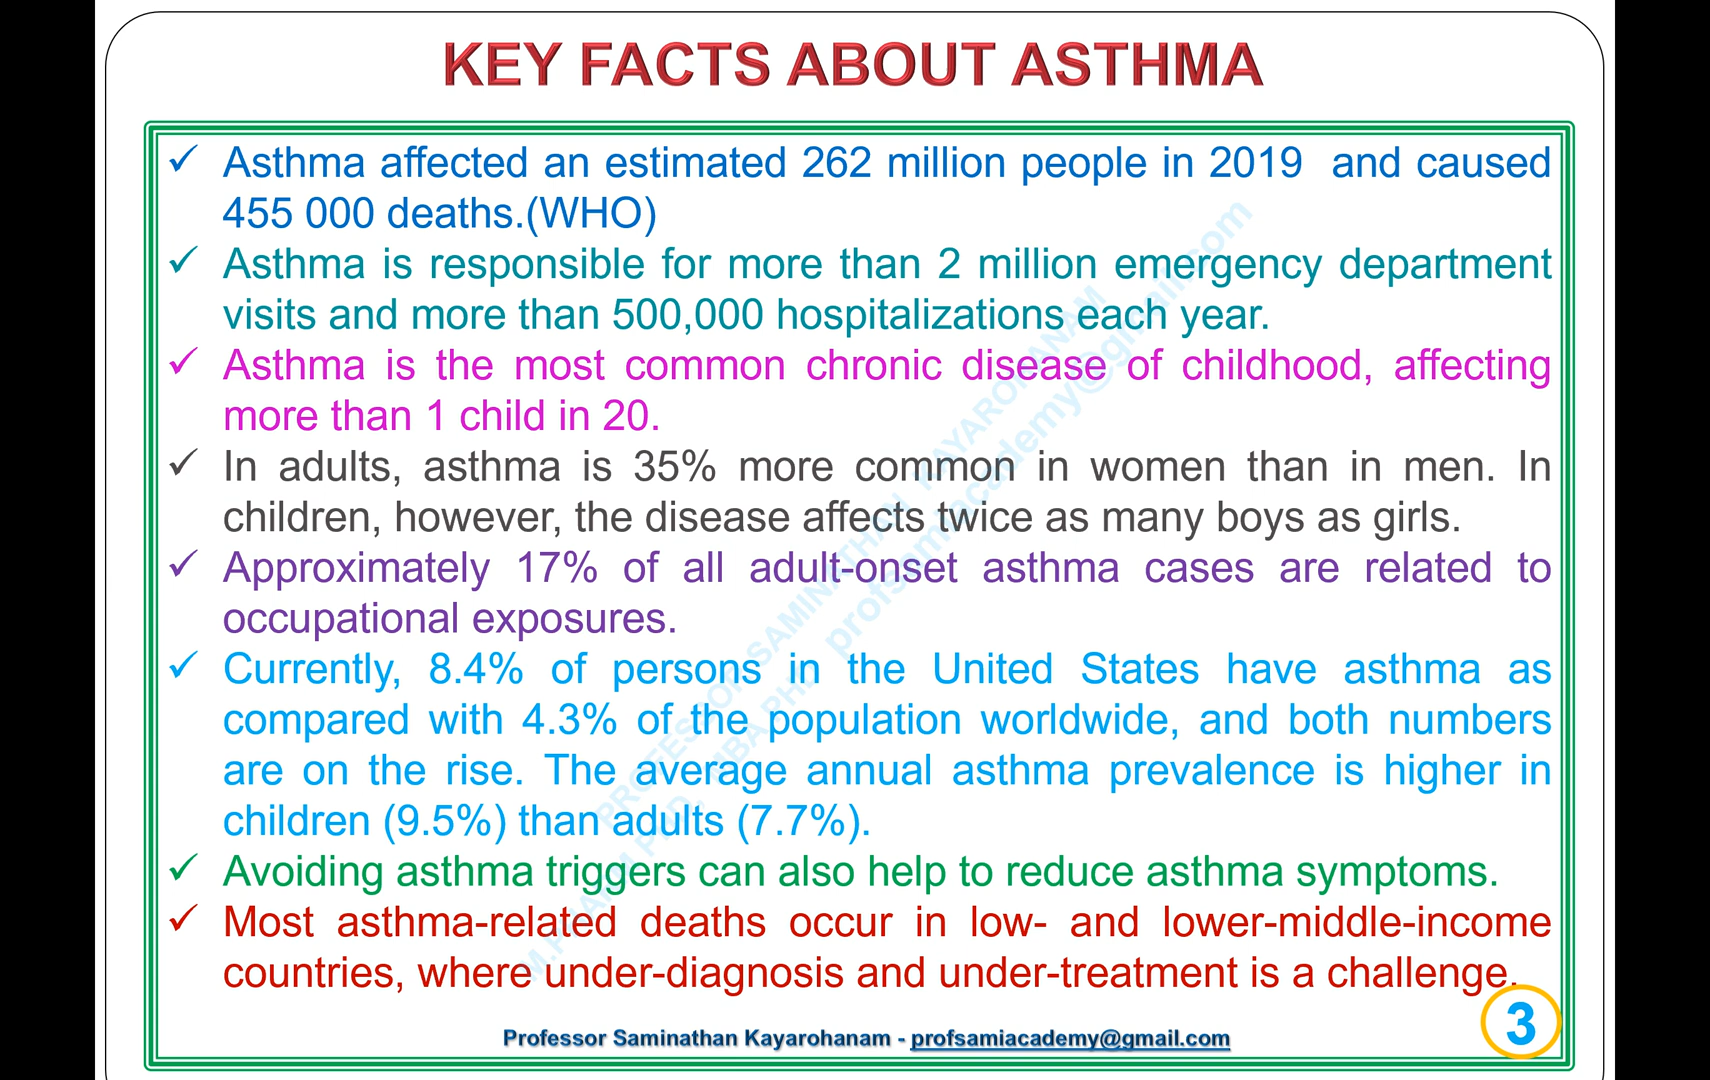 KEY FACTS ABOUT ASTHMA
✓ Asthma affected an estimated 262 million people in 2019 and caused
455 000 deaths.(WHO)
✓ Asthma is responsible for more than 2 million emergency department
visits and more than 500,000 hospitalizations each year.
✓ Asthma is the most common chronic disease of childhood, affecting
more than 1 child in 20.
✓ In adults, asthma is 35% more common in women than in men. In
children, however, the disease affects twice as many boys as girls.
✓ Approximately 17% of all adult-onset asthma cases are related to
occupational exposures.
✓ Currently, 8.4% of persons in the United States have asthma as
compared with 4.3% of the population worldwide, and both numbers
are on the rise. The average annual asthma prevalence is higher in
children (9.5%) than adults (7.7%).
✓ Avoiding asthma triggers can also help to reduce asthma symptoms.
✓ Most asthma-related deaths occur in low- and lower-middle-income
countries, where under-diagnosis and under-treatment is a challenge.
Professor Saminathan Kayarohanam - profsamiacademy@gmail.com
3
PROFESSOR SAMINATHAN KAYAROHANAM
profsamiacademy@gmail.com